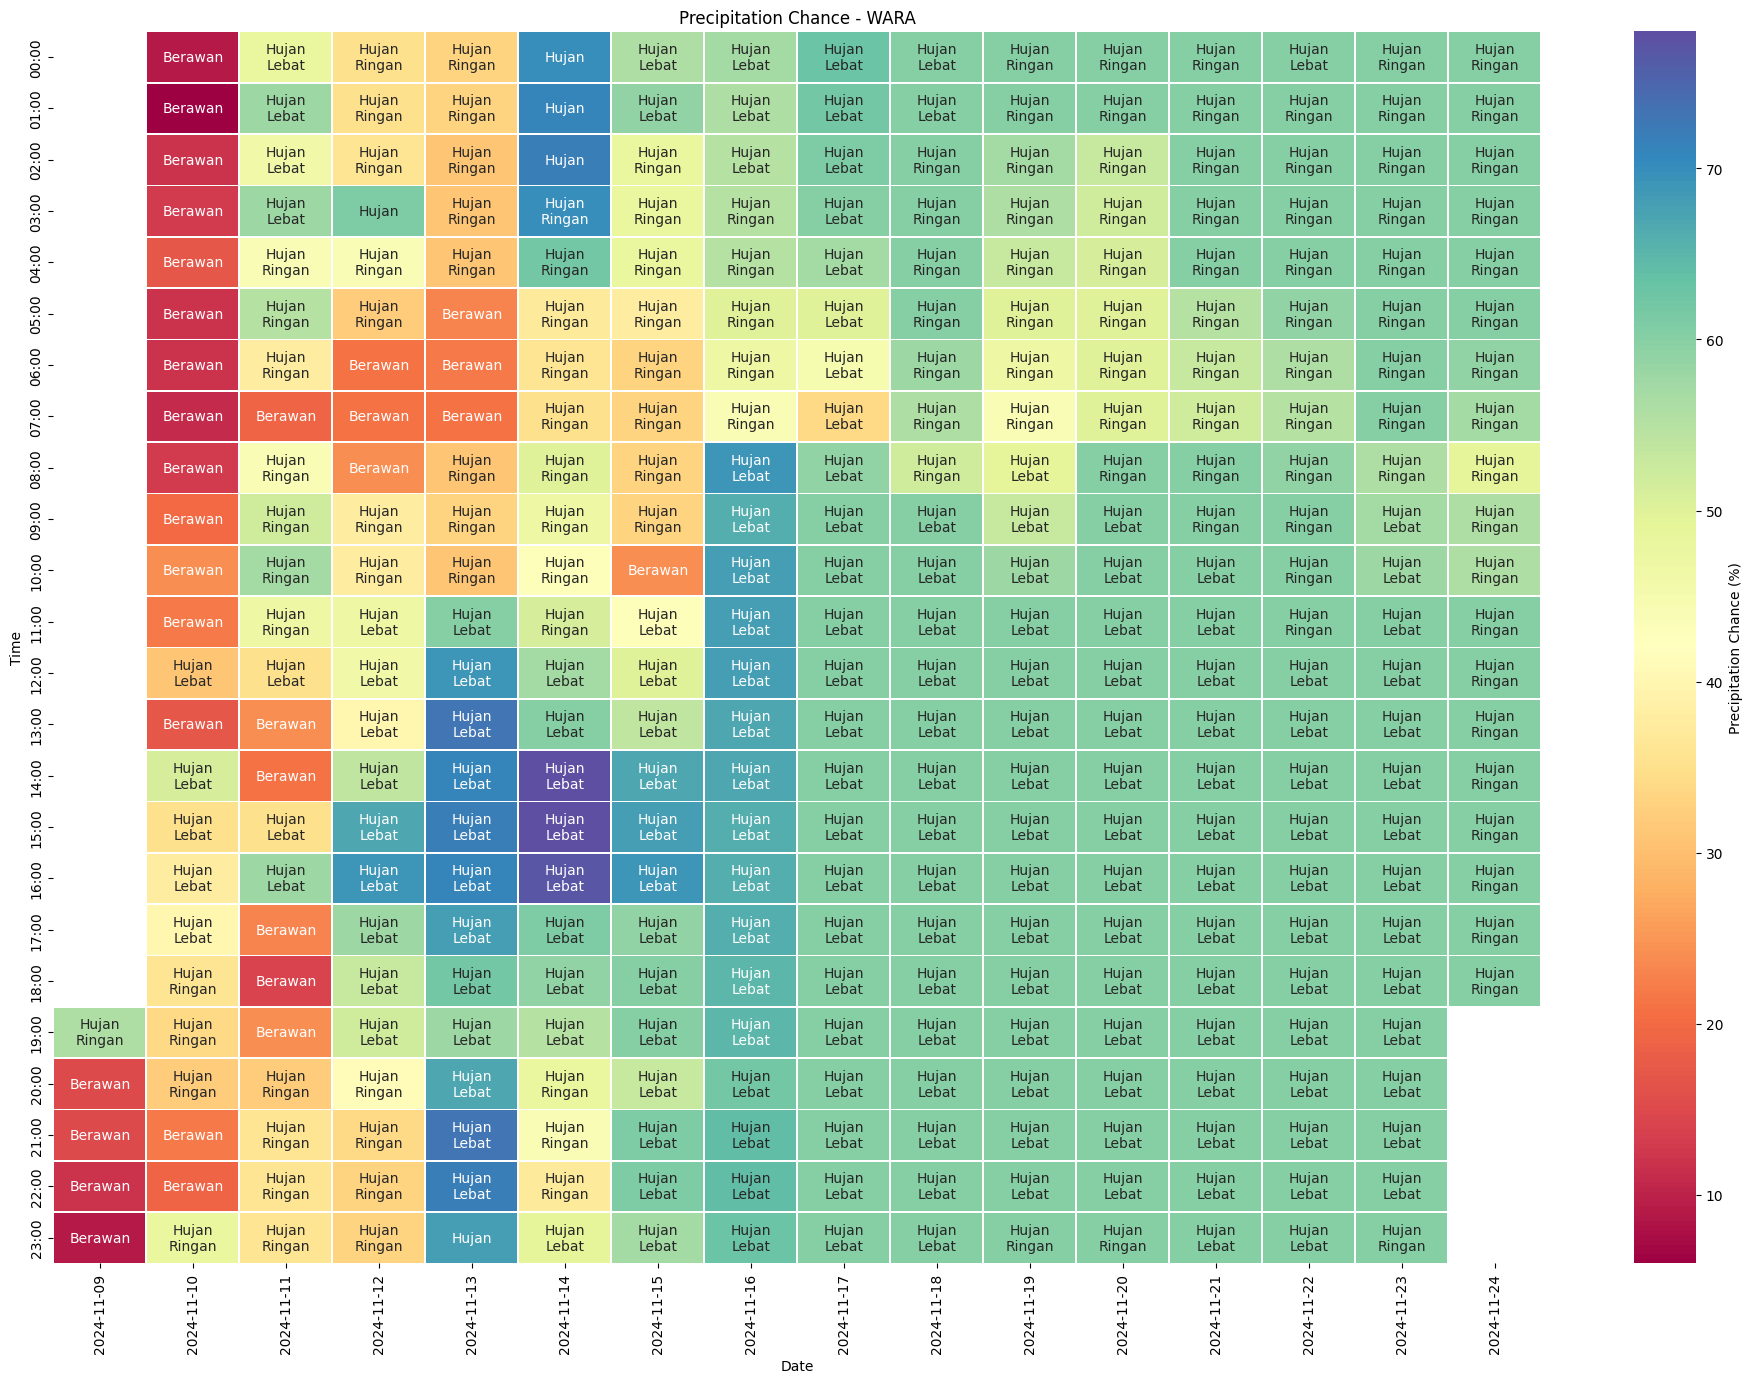 Precipitation Chance - WARA
00:00 Berawan Hujan Lebat Hujan Ringan Hujan Ringan Hujan Hujan Lebat Hujan Lebat Hujan Lebat Hujan Lebat Hujan Ringan Hujan Ringan Hujan Ringan Hujan Lebat Hujan Ringan Hujan Ringan
01:00 Berawan Hujan Lebat Hujan Ringan Hujan Ringan Hujan Hujan Lebat Hujan Lebat Hujan Lebat Hujan Lebat Hujan Ringan Hujan Ringan Hujan Ringan Hujan Ringan Hujan Ringan Hujan Ringan
02:00 Berawan Hujan Lebat Hujan Ringan Hujan Ringan Hujan Hujan Ringan Hujan Lebat Hujan Lebat Hujan Ringan Hujan Ringan Hujan Ringan Hujan Ringan Hujan Ringan Hujan Ringan Hujan Ringan
03:00 Berawan Hujan Lebat Hujan Hujan Ringan Hujan Ringan Hujan Ringan Hujan Ringan Hujan Lebat Hujan Ringan Hujan Ringan Hujan Ringan Hujan Ringan Hujan Ringan Hujan Ringan Hujan Ringan
04:00 Berawan Hujan Ringan Hujan Ringan Hujan Ringan Hujan Ringan Hujan Ringan Hujan Ringan Hujan Lebat Hujan Ringan Hujan Ringan Hujan Ringan Hujan Ringan Hujan Ringan Hujan Ringan Hujan Ringan
05:00 Berawan Hujan Ringan Hujan Ringan Berawan Hujan Ringan Hujan Ringan Hujan Ringan Hujan Lebat Hujan Ringan Hujan Ringan Hujan Ringan Hujan Ringan Hujan Ringan Hujan Ringan Hujan Ringan
06:00 Berawan Hujan Ringan Berawan Berawan Hujan Ringan Hujan Ringan Hujan Ringan Hujan Lebat Hujan Ringan Hujan Ringan Hujan Ringan Hujan Ringan Hujan Ringan Hujan Ringan Hujan Ringan
07:00 Berawan Berawan Berawan Berawan Hujan Ringan Hujan Ringan Hujan Ringan Hujan Lebat Hujan Ringan Hujan Ringan Hujan Ringan Hujan Ringan Hujan Ringan Hujan Ringan Hujan Ringan
08:00 Berawan Hujan Ringan Berawan Hujan Ringan Hujan Ringan Hujan Ringan Hujan Lebat Hujan Lebat Hujan Ringan Hujan Lebat Hujan Ringan Hujan Ringan Hujan Ringan Hujan Ringan Hujan Ringan
09:00 Berawan Hujan Ringan Hujan Ringan Hujan Ringan Hujan Ringan Hujan Ringan Hujan Lebat Hujan Lebat Hujan Lebat Hujan Lebat Hujan Lebat Hujan Ringan Hujan Ringan Hujan Lebat Hujan Ringan
10:00 Berawan Hujan Ringan Hujan Ringan Hujan Ringan Hujan Ringan Berawan Hujan Lebat Hujan Lebat Hujan Lebat Hujan Lebat Hujan Lebat Hujan Lebat Hujan Ringan Hujan Lebat Hujan Ringan
11:00 Berawan Hujan Ringan Hujan Lebat Hujan Lebat Hujan Ringan Hujan Lebat Hujan Lebat Hujan Lebat Hujan Lebat Hujan Lebat Hujan Lebat Hujan Lebat Hujan Ringan Hujan Lebat Hujan Ringan
12:00 Hujan Lebat Hujan Lebat Hujan Lebat Hujan Lebat Hujan Lebat Hujan Lebat Hujan Lebat Hujan Lebat Hujan Lebat Hujan Lebat Hujan Lebat Hujan Lebat Hujan Lebat Hujan Lebat Hujan Ringan
13:00 Berawan Berawan Hujan Lebat Hujan Lebat Hujan Lebat Hujan Lebat Hujan Lebat Hujan Lebat Hujan Lebat Hujan Lebat Hujan Lebat Hujan Lebat Hujan Lebat Hujan Lebat Hujan Ringan
14:00 Hujan Lebat Berawan Hujan Lebat Hujan Lebat Hujan Lebat Hujan Lebat Hujan Lebat Hujan Lebat Hujan Lebat Hujan Lebat Hujan Lebat Hujan Lebat Hujan Lebat Hujan Lebat Hujan Ringan
15:00 Hujan Lebat Hujan Lebat Hujan Lebat Hujan Lebat Hujan Lebat Hujan Lebat Hujan Lebat Hujan Lebat Hujan Lebat Hujan Lebat Hujan Lebat Hujan Lebat Hujan Lebat Hujan Lebat Hujan Ringan
16:00 Hujan Lebat Hujan Lebat Hujan Lebat Hujan Lebat Hujan Lebat Hujan Lebat Hujan Lebat Hujan Lebat Hujan Lebat Hujan Lebat Hujan Lebat Hujan Lebat Hujan Lebat Hujan Lebat Hujan Ringan
17:00 Hujan Lebat Berawan Hujan Lebat Hujan Lebat Hujan Lebat Hujan Lebat Hujan Lebat Hujan Lebat Hujan Lebat Hujan Lebat Hujan Lebat Hujan Lebat Hujan Lebat Hujan Lebat Hujan Ringan
18:00 Hujan Ringan Berawan Hujan Lebat Hujan Lebat Hujan Lebat Hujan Lebat Hujan Lebat Hujan Lebat Hujan Lebat Hujan Lebat Hujan Lebat Hujan Lebat Hujan Lebat Hujan Lebat Hujan Ringan
19:00 Hujan Ringan Hujan Ringan Berawan Hujan Lebat Hujan Lebat Hujan Lebat Hujan Lebat Hujan Lebat Hujan Lebat Hujan Lebat Hujan Lebat Hujan Lebat Hujan Lebat Hujan Lebat Hujan Lebat
20:00 Berawan Hujan Ringan Hujan Ringan Hujan Ringan Hujan Lebat Hujan Ringan Hujan Lebat Hujan Lebat Hujan Lebat Hujan Lebat Hujan Lebat Hujan Lebat Hujan Lebat Hujan Lebat Hujan Lebat
21:00 Berawan Berawan Hujan Ringan Hujan Ringan Hujan Lebat Hujan Ringan Hujan Lebat Hujan Lebat Hujan Lebat Hujan Lebat Hujan Lebat Hujan Lebat Hujan Lebat Hujan Lebat Hujan Lebat
22:00 Berawan Berawan Hujan Ringan Hujan Ringan Hujan Lebat Hujan Ringan Hujan Lebat Hujan Lebat Hujan Lebat Hujan Lebat Hujan Lebat Hujan Lebat Hujan Lebat Hujan Lebat Hujan Lebat
23:00 Berawan Hujan Ringan Hujan Ringan Hujan Ringan Hujan Hujan Lebat Hujan Lebat Hujan Lebat Hujan Lebat Hujan Lebat Hujan Ringan Hujan Ringan Hujan Lebat Hujan Lebat Hujan Ringan
Time
2024-11-09 2024-11-10 2024-11-11 2024-11-12 2024-11-13 2024-11-14 2024-11-15 2024-11-16 2024-11-17 2024-11-18 2024-11-19 2024-11-20 2024-11-21 2024-11-22 2024-11-23 2024-11-24
Date
70
60
50
40
30
20
10
Precipitation Chance (%)